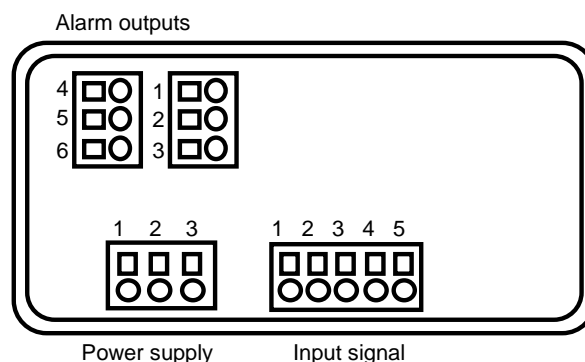 Alarm outputs
4 1
5 2
6 3
1 2 3 1 2 3 4 5
Power supply Input signal